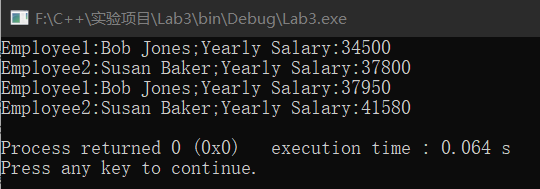 F:\C++\实验项目\Lab3\bin\Debug\Lab3.exe
Employee1:Bob Jones;Yearly Salary:34500
Employee2:Susan Baker;Yearly Salary:37800
Employee1:Bob Jones;Yearly Salary:37950
Employee2:Susan Baker;Yearly Salary:41580
Process returned 0 (0x0)   execution time : 0.064 s
Press any key to continue.